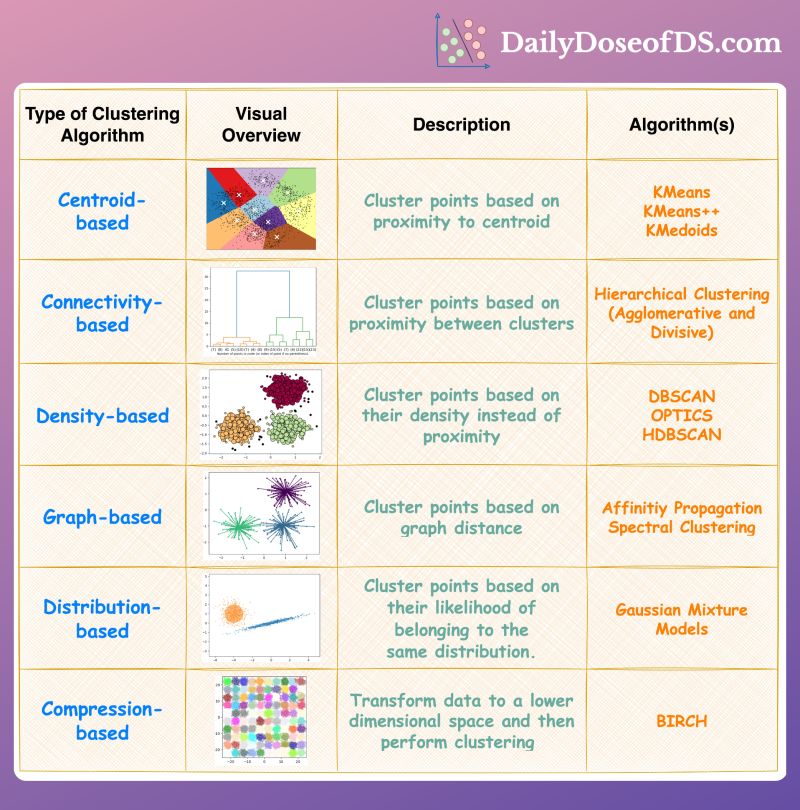 DailyDoseofDS.com
Type of Clustering
Algorithm
Visual
Overview
Description
Algorithm(s)
Centroid-
based
Cluster points based on
proximity to centroid
KMeans
KMeans++
KMedoids
Connectivity-
based
Cluster points based on
proximity between clusters
Hierarchical Clustering
(Agglomerative and
Divisive)
Density-based
Cluster points based on
their density instead of
proximity
DBSCAN
OPTICS
HDBSCAN
Graph-based
Cluster points based on
graph distance
Affinitiy Propagation
Spectral Clustering
Distribution-
based
Cluster points based on
their likelihood of
belonging to the
same distribution.
Gaussian Mixture
Models
Compression-
based
Transform data to a lower
dimensional space and then
perform clustering
BIRCH